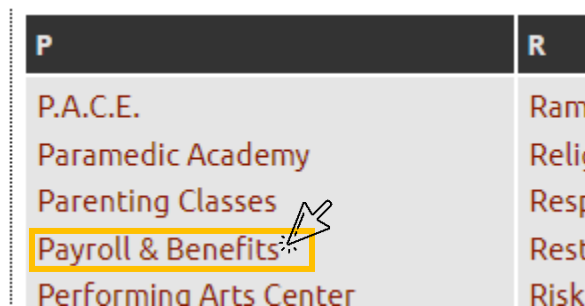 P
P.A.C.E.
Paramedic Academy
Parenting Classes
Payroll & Benefits
Performing Arts Center
R